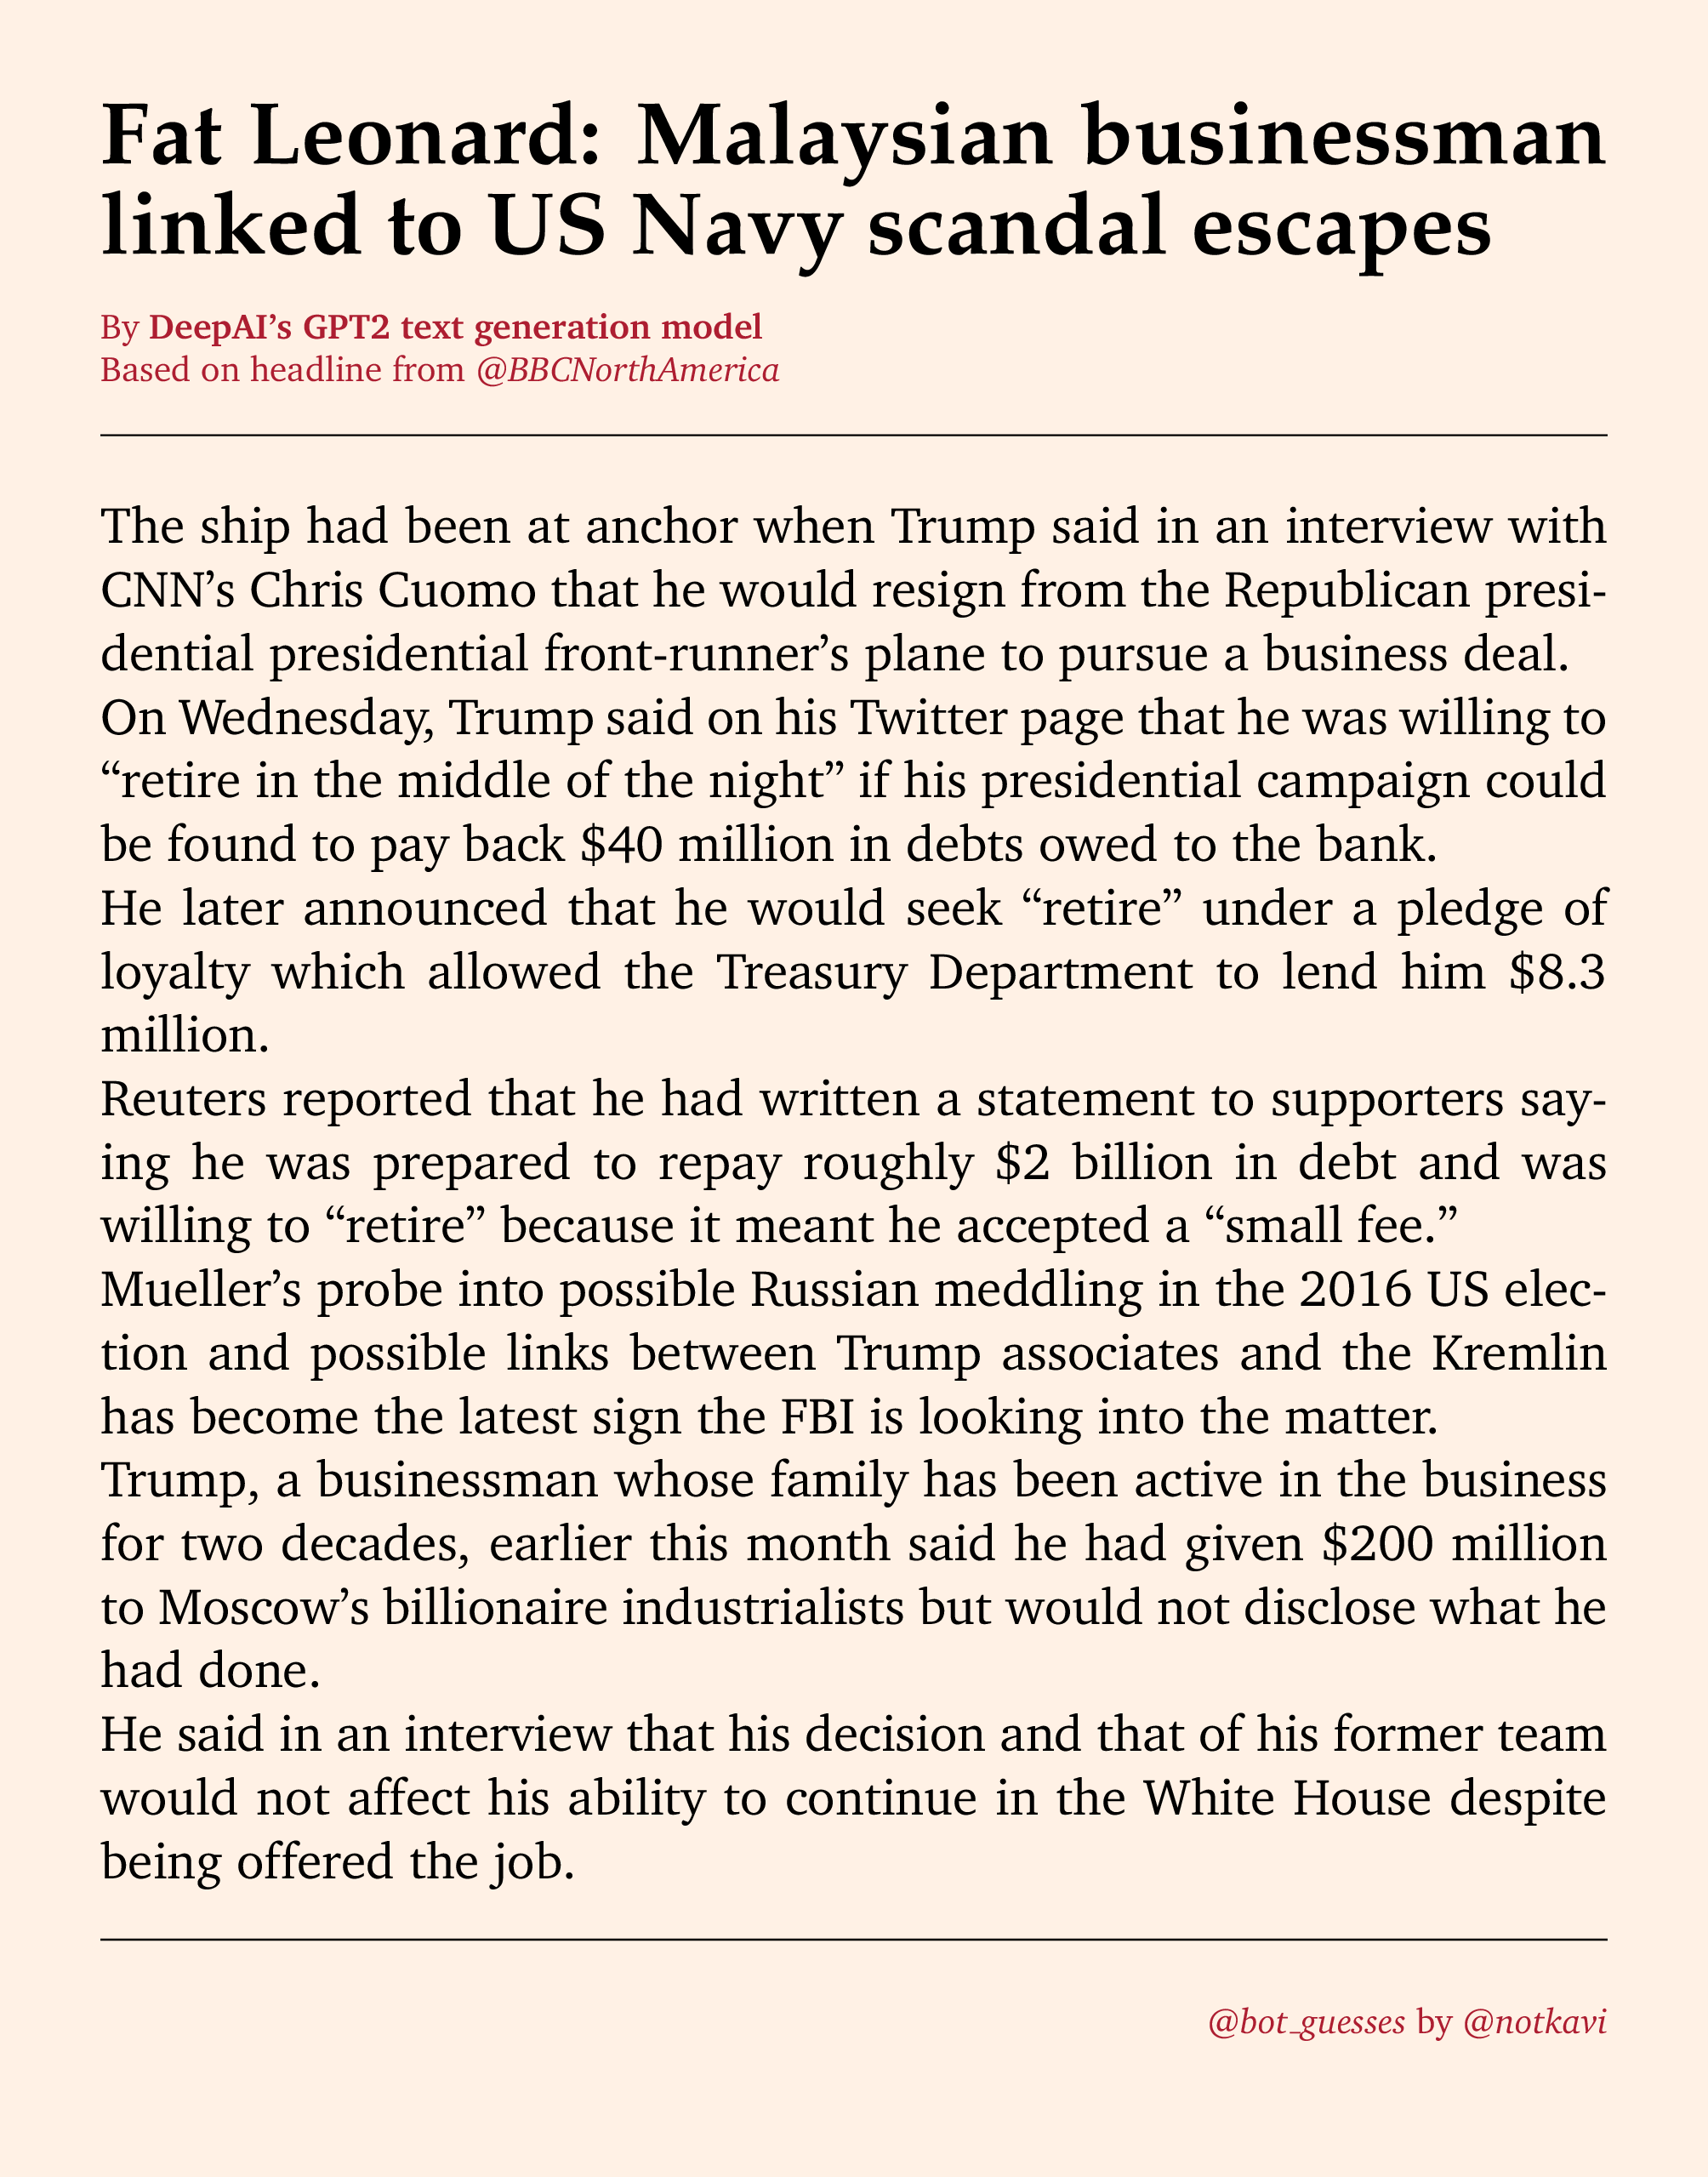 Fat Leonard: Malaysian businessman
linked to US Navy scandal escapes
By DeepAI’s GPT2 text generation model
Based on headline from @BBCNorthAmerica
The ship had been at anchor when Trump said in an interview with
CNN’s Chris Cuomo that he would resign from the Republican presi-
dential presidential front-runner’s plane to pursue a business deal.
On Wednesday, Trump said on his Twitter page that he was willing to
“retire in the middle of the night” if his presidential campaign could
be found to pay back $40 million in debts owed to the bank.
He later announced that he would seek “retire” under a pledge of
loyalty which allowed the Treasury Department to lend him $8.3
million.
Reuters reported that he had written a statement to supporters say-
ing he was prepared to repay roughly $2 billion in debt and was
willing to “retire” because it meant he accepted a “small fee.”
Mueller’s probe into possible Russian meddling in the 2016 US elec-
tion and possible links between Trump associates and the Kremlin
has become the latest sign the FBI is looking into the matter.
Trump, a businessman whose family has been active in the business
for two decades, earlier this month said he had given $200 million
to Moscow’s billionaire industrialists but would not disclose what he
had done.
He said in an interview that his decision and that of his former team
would not affect his ability to continue in the White House despite
being offered the job.
@bot_guesses by @notkavi